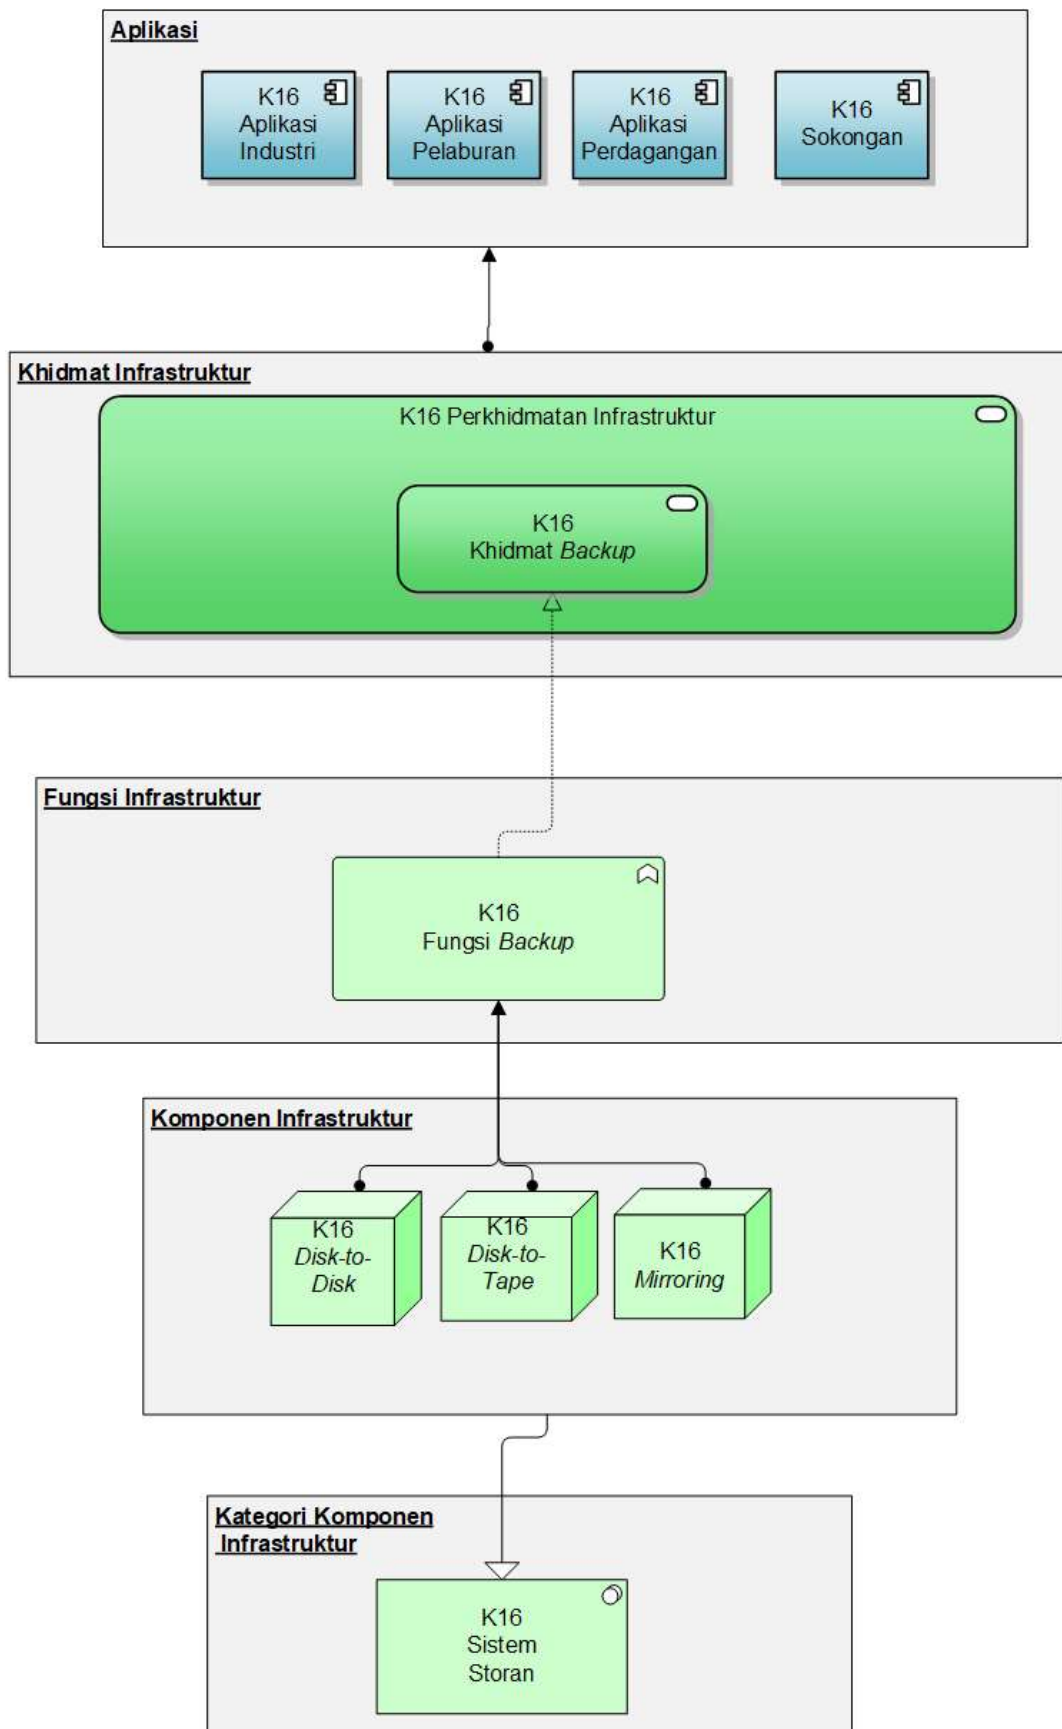 Aplikasi
K16
Aplikasi
Industri
K16
Aplikasi
Pelaburan
K16
Aplikasi
Perdagangan
K16
Sokongan
Khidmat Infrastruktur
K16 Perkhidmatan Infrastruktur
K16
Khidmat Backup
Fungsi Infrastruktur
K16
Fungsi Backup
Komponen Infrastruktur
K16
Disk-to-
Disk
K16
Disk-to-
Tape
K16
Mirroring
Kategori Komponen
Infrastruktur
K16
Sistem
Storan